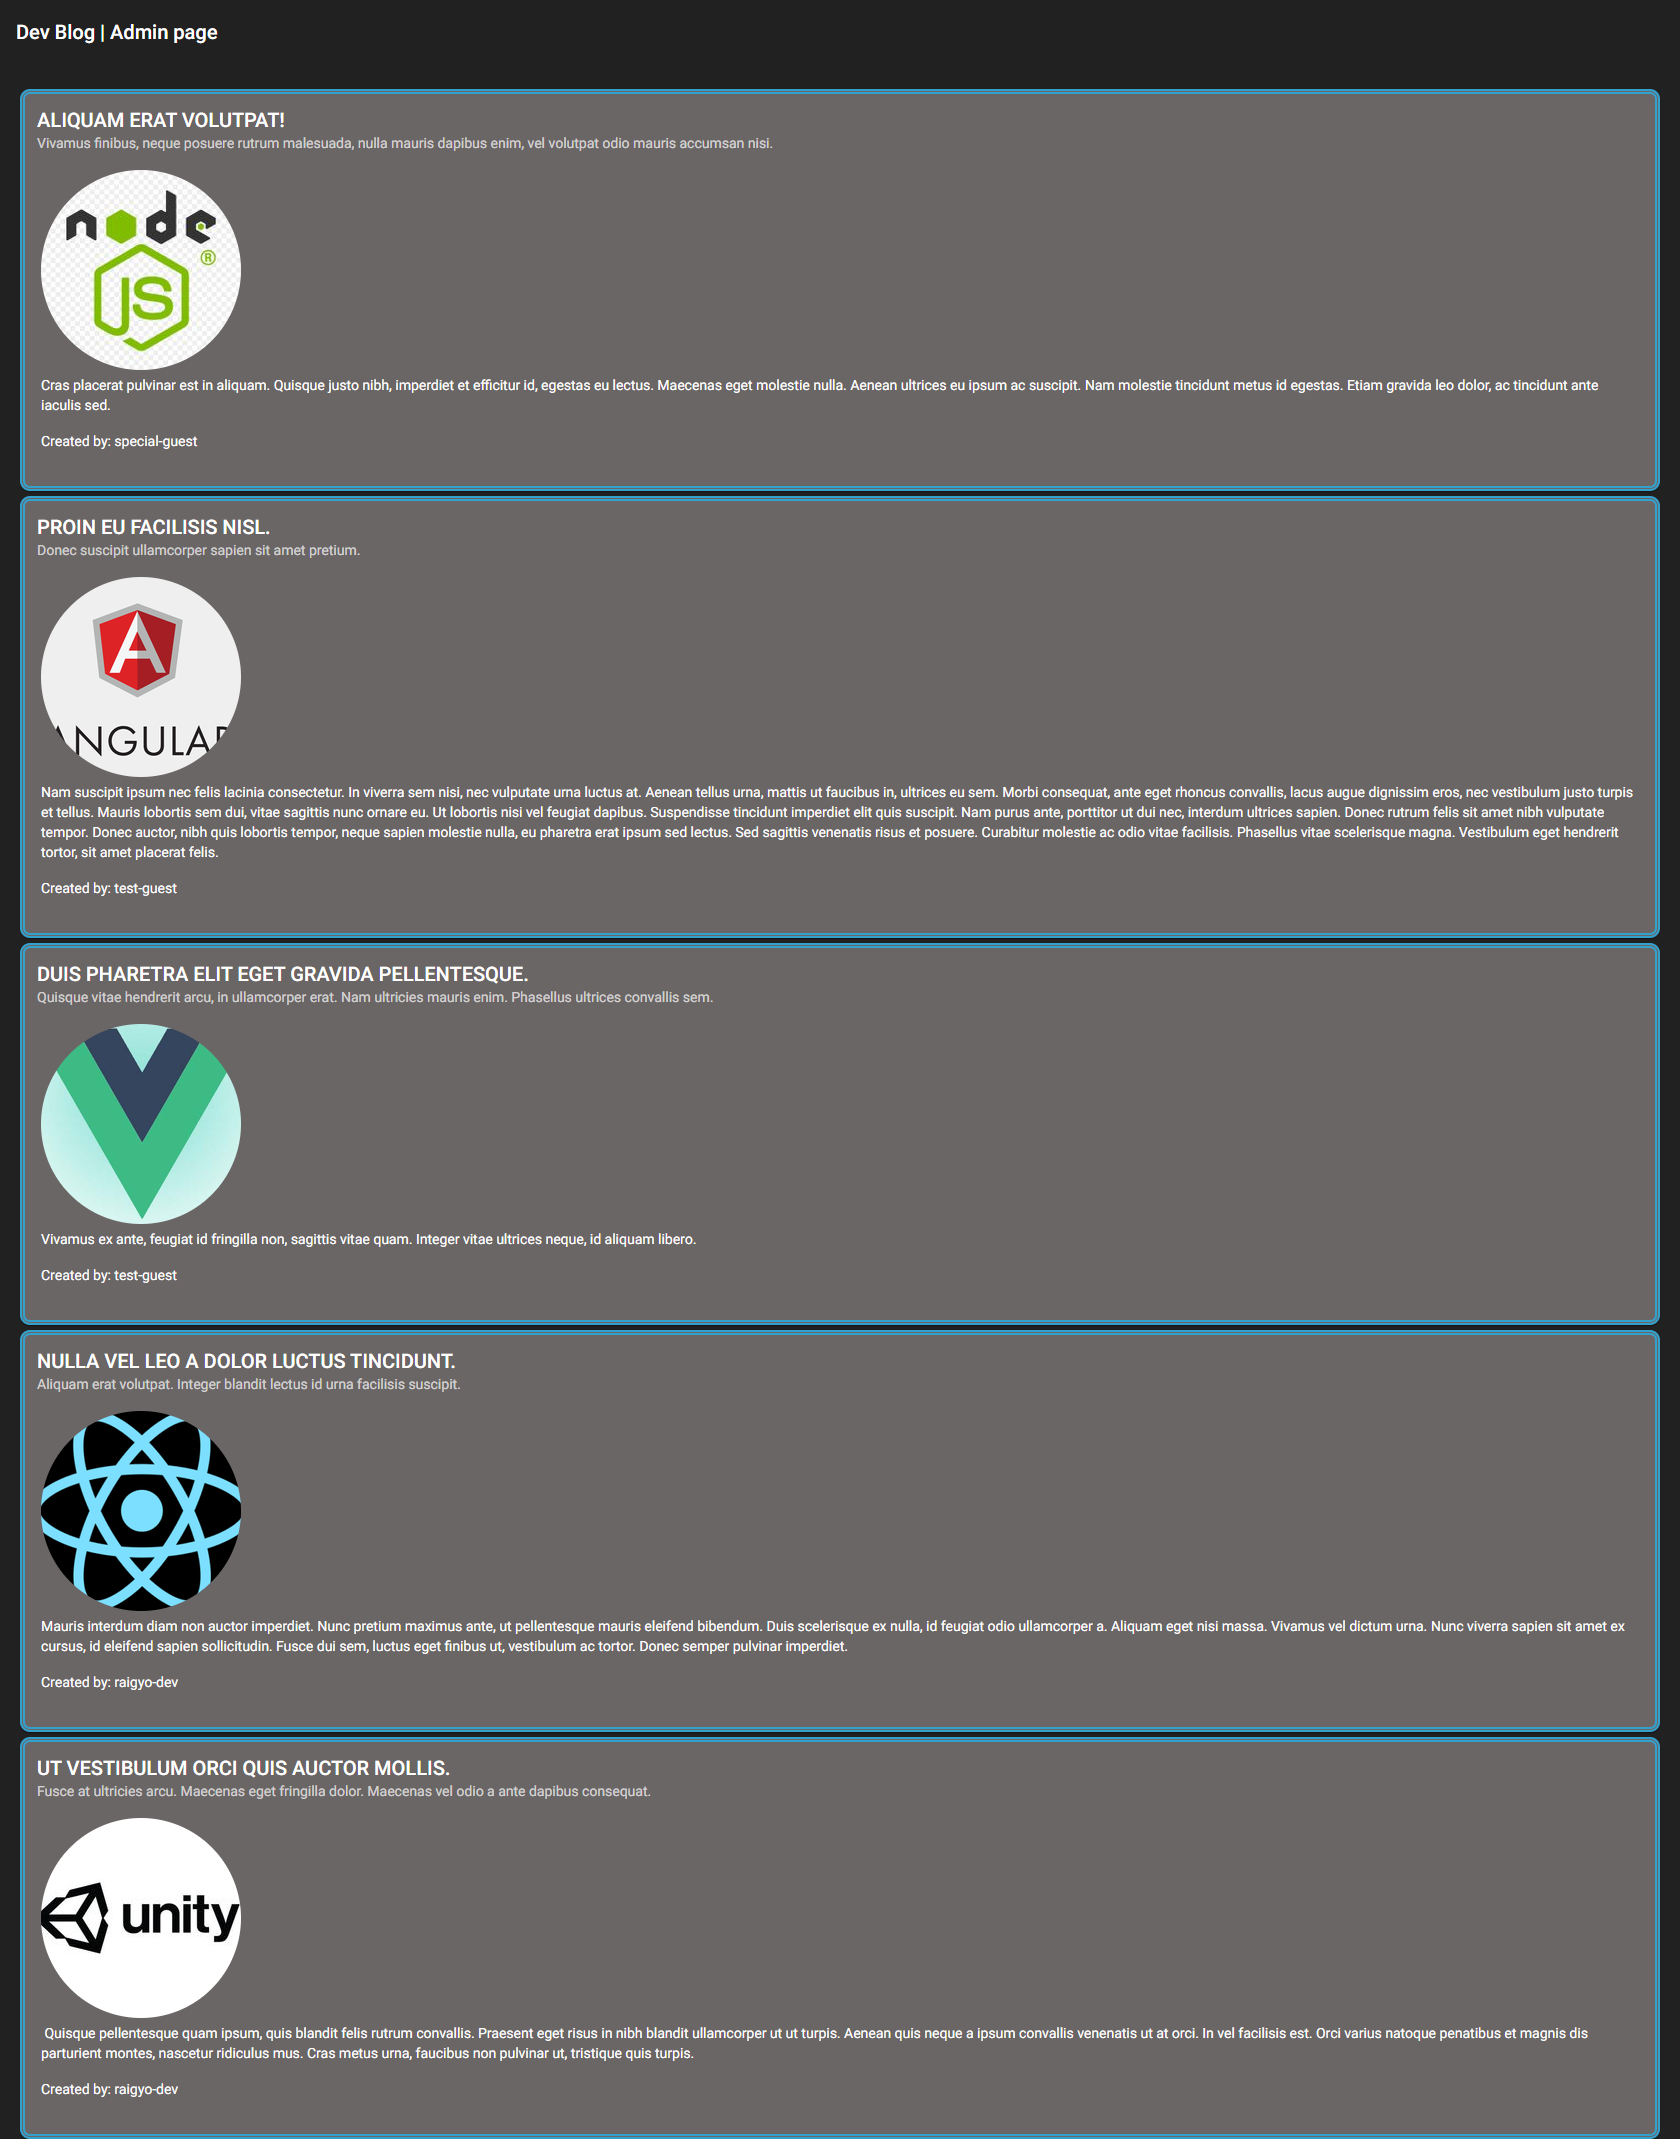 Dev Blog | Admin page
ALIQUAM ERAT VOLUTPAT!
Vivamus finibus, neque posuere rutrum malesuada, nulla mauris dapibus enim, vel volutpat odio mauris accumsan nisi.
node
®
JS
Cras placerat pulvinar est in aliquam. Quisque justo nibh, imperdiet et efficitur id, egestas eu lectus. Maecenas eget molestie nulla. Aenean ultrices eu ipsum ac suscipit. Nam molestie tincidunt metus id egestas. Etiam gravida leo dolor, ac tincidunt ante
iaculis sed.
Created by: special-guest
PROIN EU FACILISIS NISL.
Donec suscipit ullamcorper sapien sit amet pretium.
A
ANGULAR
Nam suscipit ipsum nec felis lacinia consectetur. In viverra sem nisi, nec vulputate urna luctus at. Aenean tellus urna, mattis ut faucibus in, ultrices eu sem. Morbi consequat, ante eget rhoncus convallis, lacus augue dignissim eros, nec vestibulum justo turpis
et tellus. Mauris lobortis sem dui, vitae sagittis nunc ornare eu. Ut lobortis nisi vel feugiat dapibus. Suspendisse tincidunt imperdiet elit quis suscipit. Nam purus ante, porttitor ut dui nec, interdum ultrices sapien. Donec rutrum felis sit amet nibh vulputate
tempor. Donec auctor, nibh quis lobortis tempor, neque sapien molestie nulla, eu pharetra erat ipsum sed lectus. Sed sagittis venenatis risus et posuere. Curabitur molestie ac odio vitae facilisis. Phasellus vitae scelerisque magna. Vestibulum eget hendrerit
tortor, sit amet placerat felis.
Created by: test-guest
DUIS PHARETRA ELIT EGET GRAVIDA PELLENTESQUE.
Quisque vitae hendrerit arcu, in ullamcorper erat. Nam ultricies mauris enim. Phasellus ultrices convallis sem.
Vivamus ex ante, feugiat id fringilla non, sagittis vitae quam. Integer vitae ultrices neque, id aliquam libero.
Created by: test-guest
NULLA VEL LEO A DOLOR LUCTUS TINCIDUNT.
Aliquam erat volutpat. Integer blandit lectus id urna facilisis suscipit.
Mauris interdum diam non auctor imperdiet. Nunc pretium maximus ante, ut pellentesque mauris eleifend bibendum. Duis scelerisque ex nulla, id feugiat odio ullamcorper a. Aliquam eget nisi massa. Vivamus vel dictum urna. Nunc viverra sapien sit amet ex
cursus, id eleifend sapien sollicitudin. Fusce dui sem, luctus eget finibus ut, vestibulum ac tortor. Donec semper pulvinar imperdiet.
Created by: raigyo-dev
UT VESTIBULUM ORCI QUIS AUCTOR MOLLIS.
Fusce at ultricies arcu. Maecenas eget fringilla dolor. Maecenas vel odio a ante dapibus consequat.
unity
Quisque pellentesque quam ipsum, quis blandit felis rutrum convallis. Praesent eget risus in nibh blandit ullamcorper ut ut turpis. Aenean quis neque a ipsum convallis venenatis ut at orci. In vel facilisis est. Orci varius natoque penatibus et magnis dis
parturient montes, nascetur ridiculus mus. Cras metus urna, faucibus non pulvinar ut, tristique quis turpis.
Created by: raigyo-dev